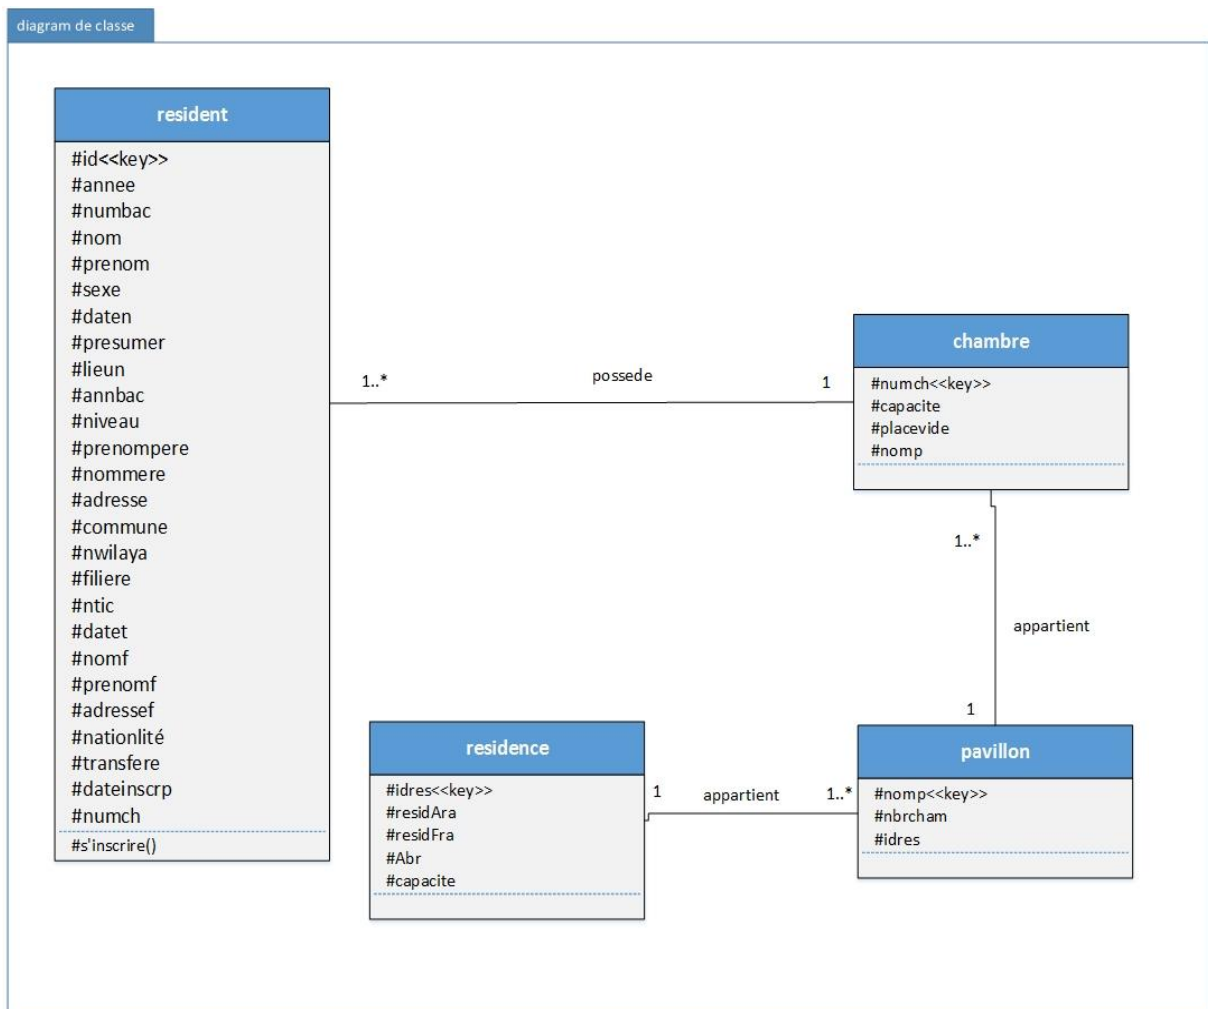 diagram de classe
resident
#id<<key>>
#annee
#numbac
#nom
#prenom
#sexe
#daten
#presumer
#lieun
#annbac
#niveau
#prenompere
#nommere
#adresse
#commune
#nwilaya
#filiere
#ntic
#datet
#nomf
#prenomf
#adressef
#nationlité
#transfere
#dateinscrp
#numch
#s'inscrire()
1..*
possede
1
chambre
#numch<<key>>
#capacite
#placevide
#nomp
1..*
appartient
1
residence
#idres<<key>>
#residAra
#residFra
#Abr
#capacite
1
appartient
1..*
pavillon
#nomp<<key>>
#nbrcham
#idres